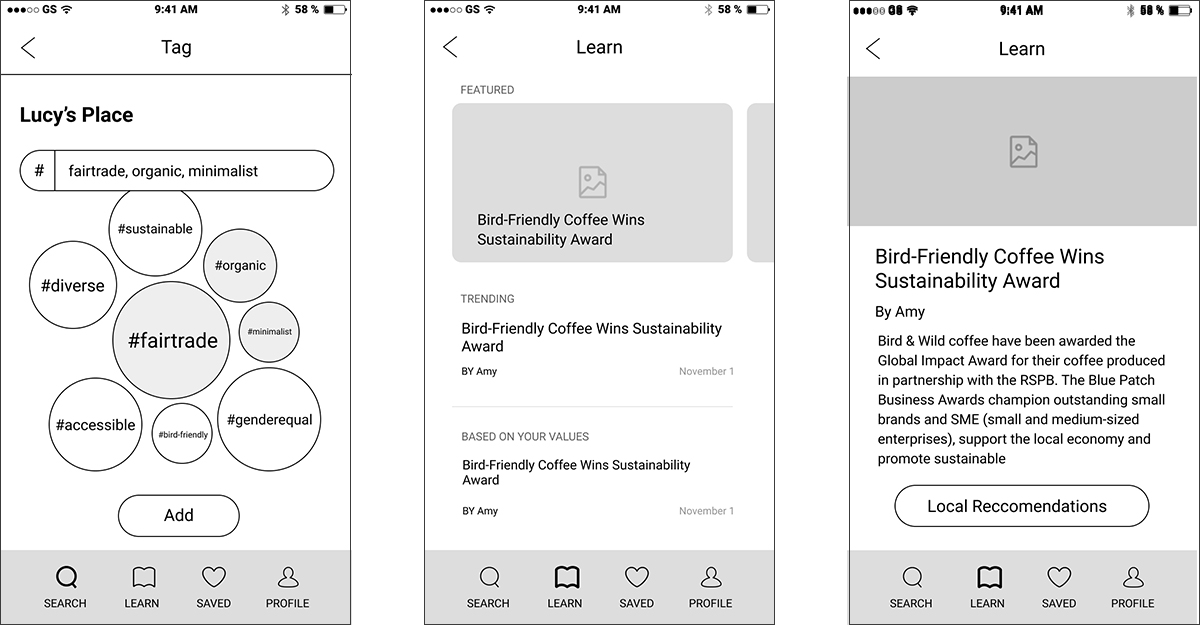 GS 9:41 AM 58 %
Tag
Lucy’s Place
# fairtrade, organic, minimalist
#sustainable
#organic
#diverse
#minimalist
#fairtrade
#genderequal
#accessible
#bird-friendly
Add
SEARCH LEARN SAVED PROFILE
GS 9:41 AM 58 %
Learn
FEATURED
Bird-Friendly Coffee Wins
Sustainability Award
TRENDING
Bird-Friendly Coffee Wins Sustainability
Award
BY Amy November 1
BASED ON YOUR VALUES
Bird-Friendly Coffee Wins Sustainability
Award
BY Amy November 1
SEARCH LEARN SAVED PROFILE
GS 9:41 AM 58 %
Learn
Bird-Friendly Coffee Wins
Sustainability Award
By Amy
Bird & Wild coffee have been awarded the
Global Impact Award for their coffee produced
in partnership with the RSPB. The Blue Patch
Business Awards champion outstanding small
brands and SME (small and medium-sized
enterprises), support the local economy and
promote sustainable
Local Reccomendations
SEARCH LEARN SAVED PROFILE